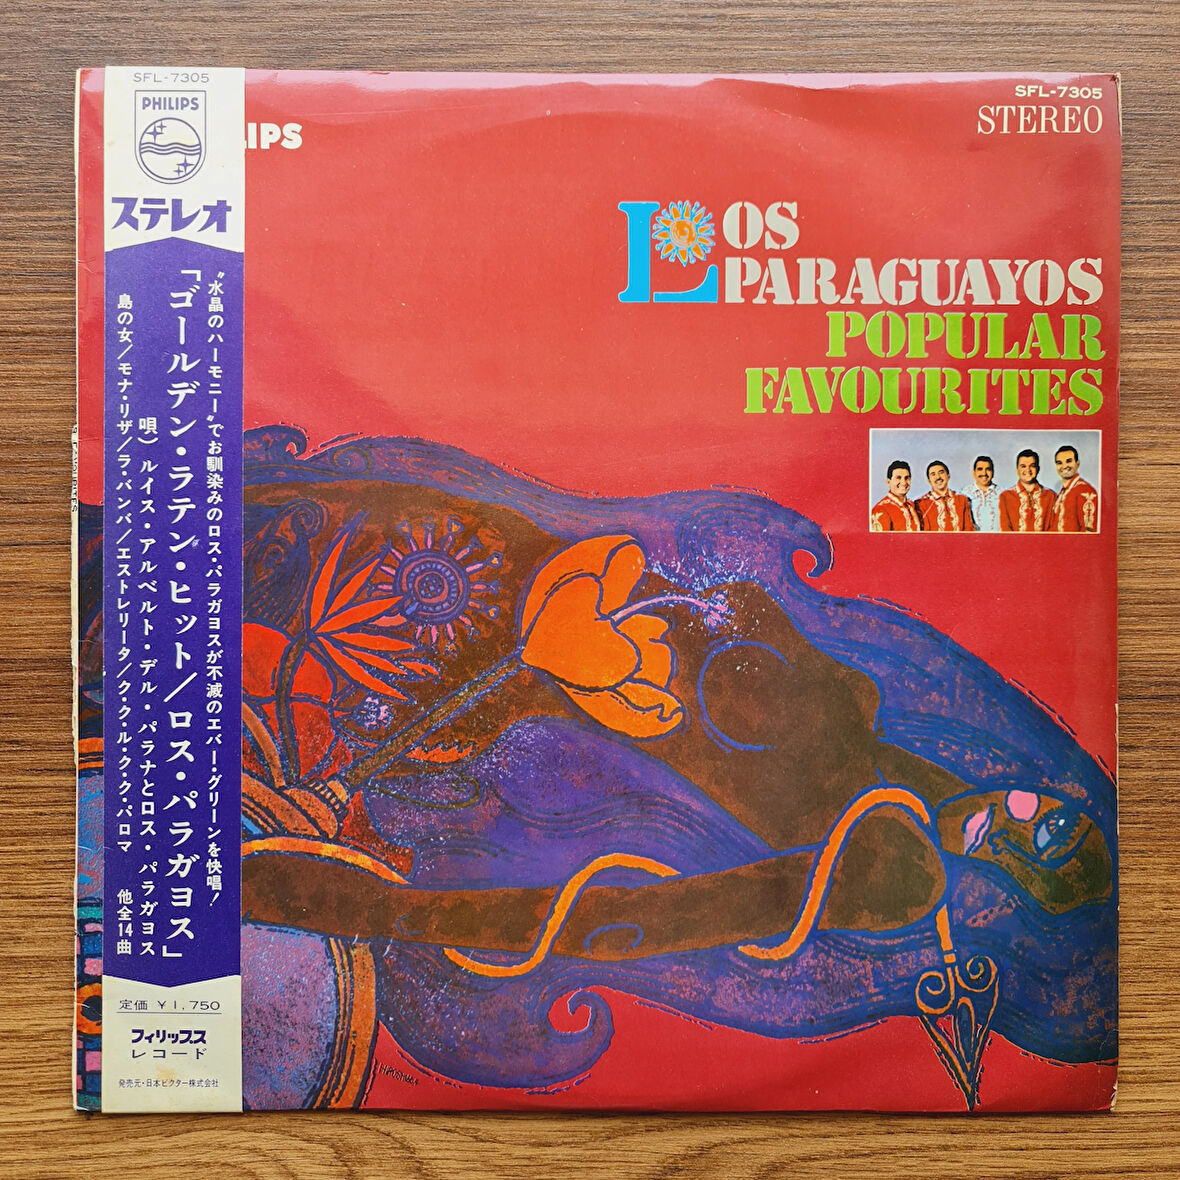 SFL-7305
PHILIPS
ステレオ
〝水晶のハーモニー〟でお馴染みのロス・パラガヨスが不滅のエバー・グリーンを快唱!
「ゴールデン・ラテン・ヒット/ロス・パラガヨス」
唄)ルイス・アルベルト・デル・パラナとロス・パラガヨス
島の女/モナ・リザ/ラ・バンバ/エストレリータ/ク・ク・ル・ク・ク・パロマ 他全14曲
定価 ¥1,750
フィリップス
レコード
発売元・日本ビクター株式会社
LIPS
SFL-7305
STEREO
LOS
PARAGUAYOS
POPULAR
FAVOURITES